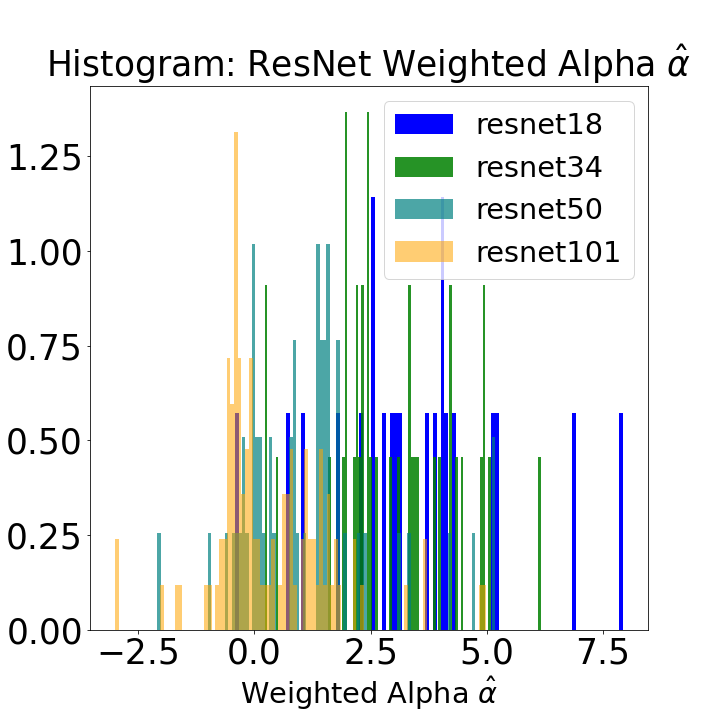 Histogram: ResNet Weighted Alpha α̂
resnet18
resnet34
resnet50
resnet101
1.25
1.00
0.75
0.50
0.25
0.00
−2.5 0.0 2.5 5.0 7.5
Weighted Alpha α̂